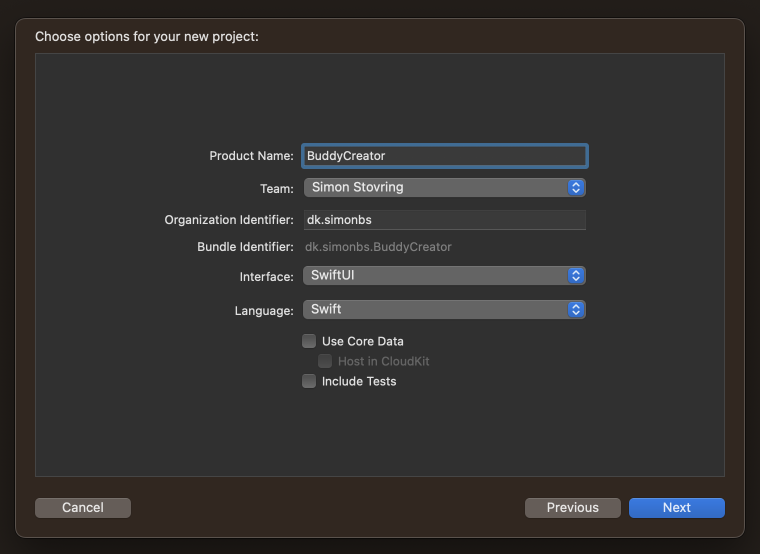 Choose options for your new project:
Product Name: BuddyCreator
Team: Simon Stovring
Organization Identifier: dk.simonbs
Bundle Identifier: dk.simonbs.BuddyCreator
Interface: SwiftUI
Language: Swift
Use Core Data
Host in CloudKit
Include Tests
Cancel Previous Next